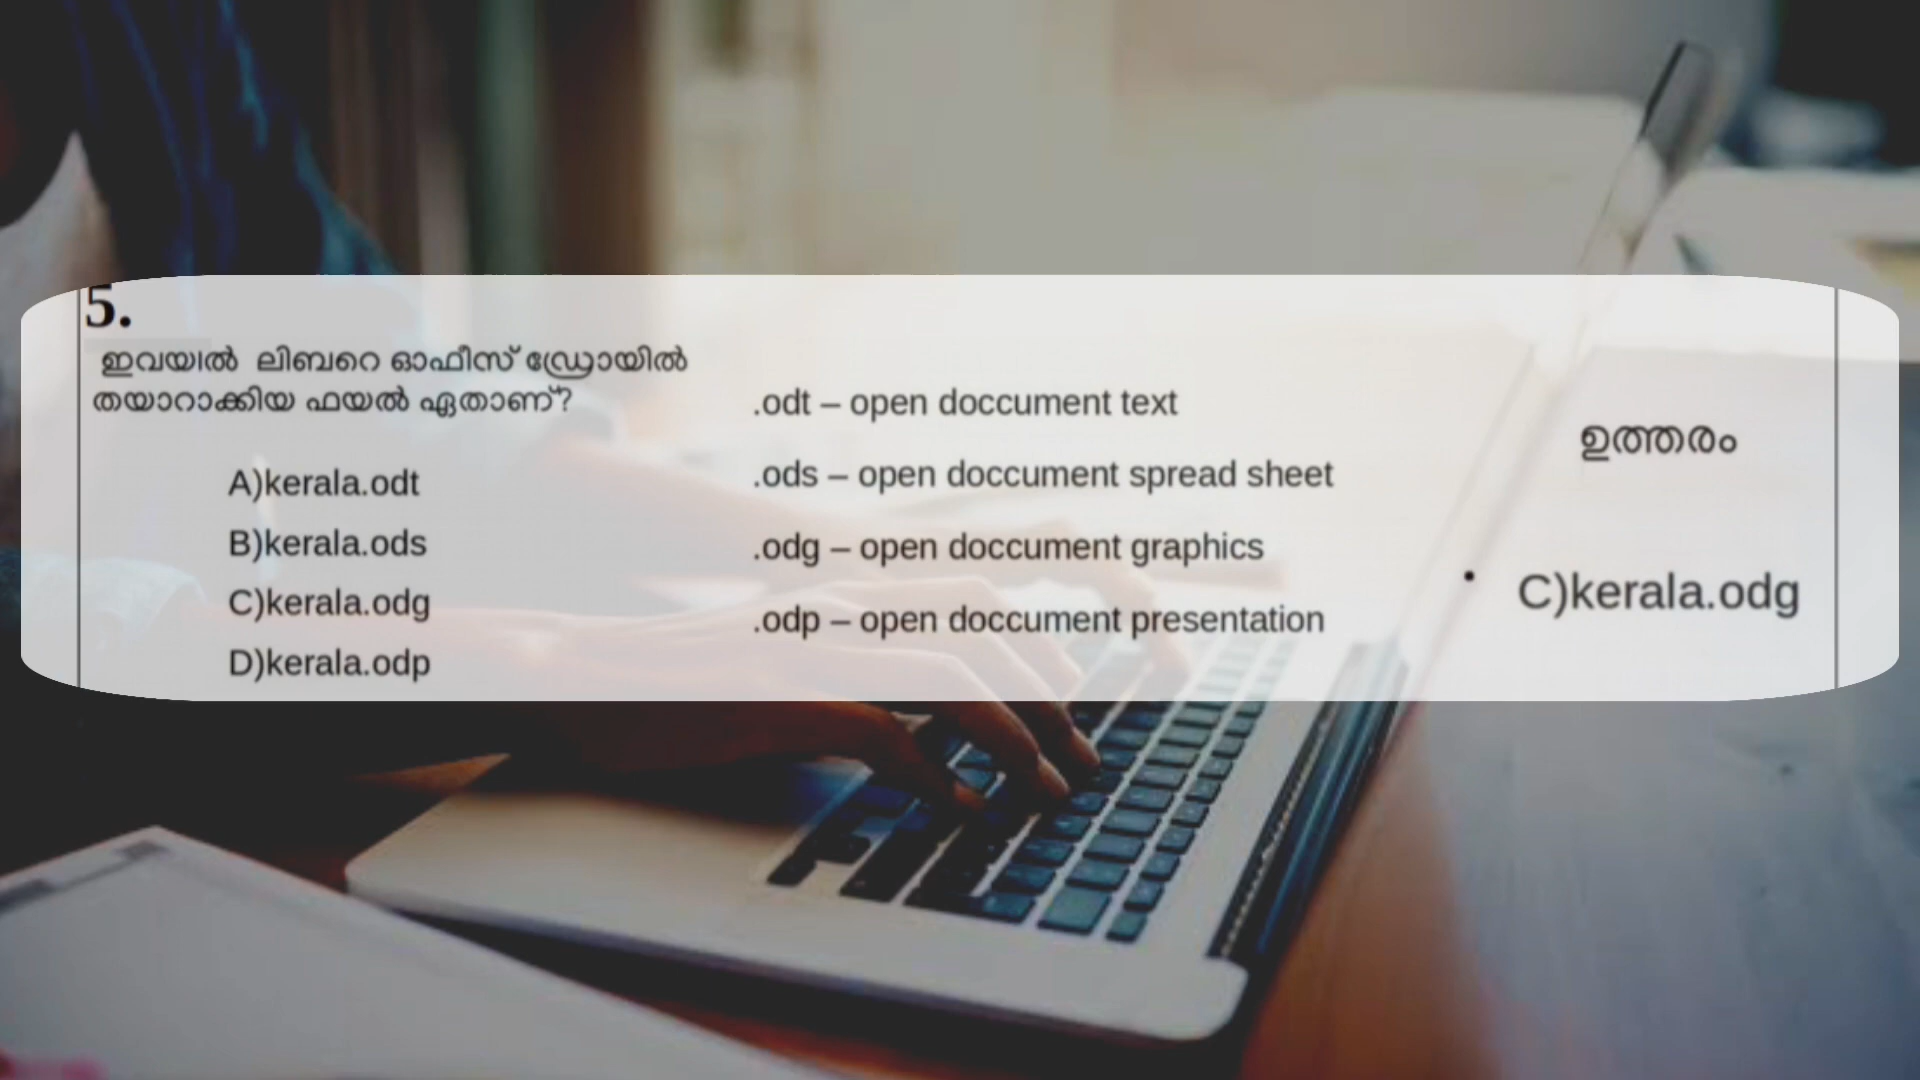 5.
ഇവയിൽ ലിബറെ ഓഫീസ് ഡ്രോയിൽ
തയാറാക്കിയ ഫയൽ ഏതാണ്?
A)kerala.odt
B)kerala.ods
C)kerala.odg
D)kerala.odp
.odt – open doccument text
.ods – open doccument spread sheet
.odg – open doccument graphics
.odp – open doccument presentation
ഉത്തരം
• C)kerala.odg